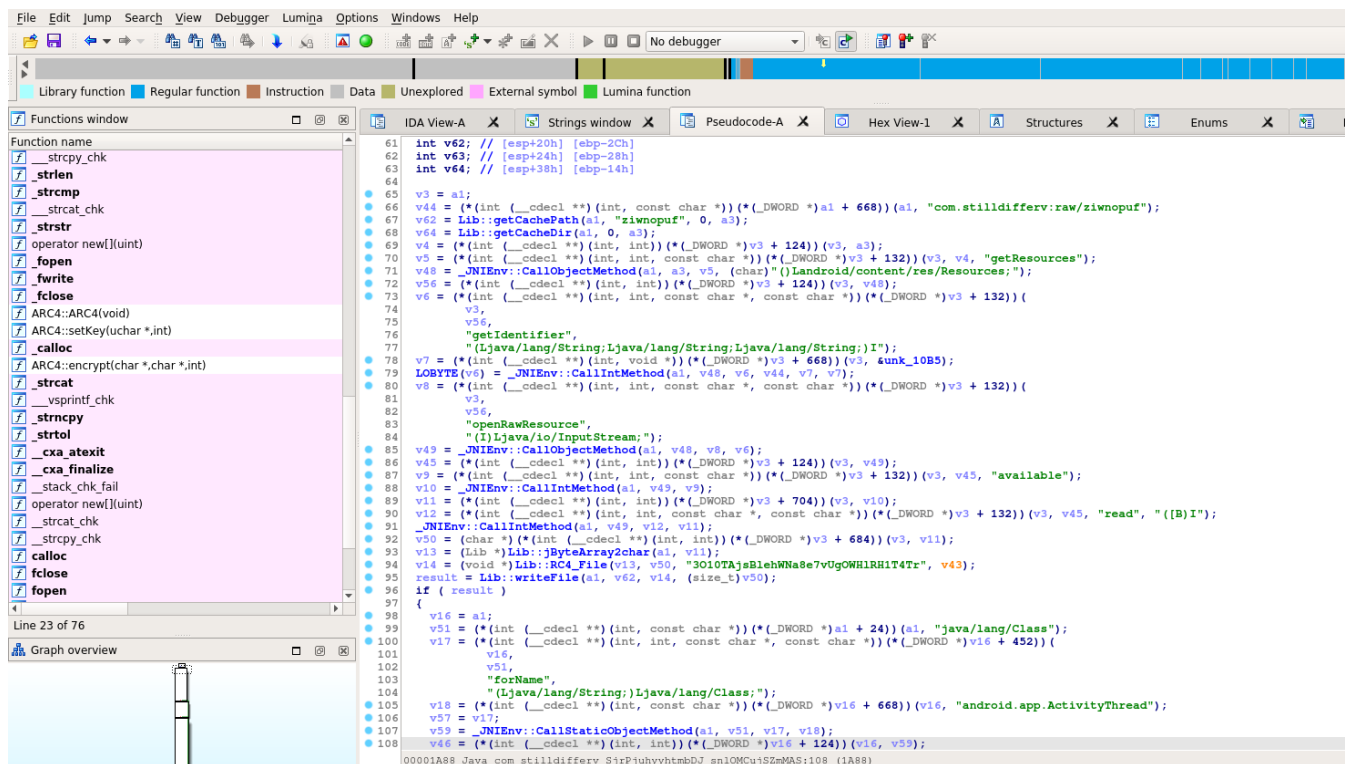 File Edit Jump Search View Debugger Lumina Options Windows Help
No debugger
Library function Regular function Instruction Data Unexplored External symbol Lumina function
Functions window
IDA View-A Strings window Pseudocode-A Hex View-1 Structures Enums
Function name
___strcpy_chk
_strlen
_strcmp
___strcat_chk
_strstr
operator new[](uint)
_fopen
_fwrite
_fclose
ARC4::ARC4(void)
ARC4::setKey(uchar *,int)
_calloc
ARC4::encrypt(char *,char *,int)
_strcat
___vsprintf_chk
_strncpy
_strtol
__cxa_atexit
__cxa_finalize
__stack_chk_fail
operator new[](uint)
__strcat_chk
__strcpy_chk
calloc
fclose
fopen
Line 23 of 76
Graph overview
61 int v62; // [esp+20h] [ebp-2Ch]
62 int v63; // [esp+24h] [ebp-28h]
63 int v64; // [esp+38h] [ebp-14h]
64
65 v3 = a1;
66 v44 = (*(int (__cdecl **)(int, const char *))(*(_DWORD *)a1 + 668))(a1, "com.stilldifferv:raw/ziwnopuf");
67 v62 = Lib::getCachePath(a1, "ziwnopuf", 0, a3);
68 v64 = Lib::getCacheDir(a1, 0, a3);
69 v4 = (*(int (__cdecl **)(int, int))(*(_DWORD *)v3 + 124))(v3, a3);
70 v5 = (*(int (__cdecl **)(int, int, const char *))(*(_DWORD *)v3 + 132))(v3, v4, "getResources");
71 v48 = _JNIEnv::CallObjectMethod(a1, a3, v5, (char)"()Landroid/content/res/Resources;");
72 v56 = (*(int (__cdecl **)(int, int))(*(_DWORD *)v3 + 124))(v3, v48);
73 v6 = (*(int (__cdecl **)(int, int, const char *, const char *))(*(_DWORD *)v3 + 132))(
74 v3,
75 v56,
76 "getIdentifier",
77 "(Ljava/lang/String;Ljava/lang/String;Ljava/lang/String;)I");
78 v7 = (*(int (__cdecl **)(int, void *))(*(_DWORD *)v3 + 668))(v3, &unk_10B5);
79 LOBYTE(v6) = _JNIEnv::CallIntMethod(a1, v48, v6, v44, v7, v7);
80 v8 = (*(int (__cdecl **)(int, int, const char *, const char *))(*(_DWORD *)v3 + 132))(
81 v3,
82 v56,
83 "openRawResource",
84 "(I)Ljava/io/InputStream;");
85 v49 = _JNIEnv::CallObjectMethod(a1, v48, v8, v6);
86 v45 = (*(int (__cdecl **)(int, int))(*(_DWORD *)v3 + 124))(v3, v49);
87 v9 = (*(int (__cdecl **)(int, int, const char *))(*(_DWORD *)v3 + 132))(v3, v45, "available");
88 v10 = _JNIEnv::CallIntMethod(a1, v49, v9);
89 v11 = (*(int (__cdecl **)(int, int))(*(_DWORD *)v3 + 704))(v3, v10);
90 v12 = (*(int (__cdecl **)(int, int, const char *, const char *))(*(_DWORD *)v3 + 132))(v3, v45, "read", "([B)I");
91 _JNIEnv::CallIntMethod(a1, v49, v12, v11);
92 v50 = (char *)(*(int (__cdecl **)(int, int))(*(_DWORD *)v3 + 684))(v3, v11);
93 v13 = (Lib *)Lib::jByteArray2char(a1, v11);
94 v14 = (void *)Lib::RC4_File(v13, v50, "3O10TAjsBlehWNa8e7vUgOWHlRH1T4Tr", v43);
95 result = Lib::writeFile(a1, v62, v14, (size_t)v50);
96 if ( result )
97 {
98 v16 = a1;
99 v51 = (*(int (__cdecl **)(int, const char *))(*(_DWORD *)a1 + 24))(a1, "java/lang/Class");
100 v17 = (*(int (__cdecl **)(int, int, const char *, const char *))(*(_DWORD *)v16 + 452))(
101 v16,
102 v51,
103 "forName",
104 "(Ljava/lang/String;)Ljava/lang/Class;");
105 v18 = (*(int (__cdecl **)(int, const char *))(*(_DWORD *)v16 + 668))(v16, "android.app.ActivityThread");
106 v57 = v17;
107 v59 = _JNIEnv::CallStaticObjectMethod(a1, v51, v17, v18);
108 v46 = (*(int (__cdecl **)(int, int))(*(_DWORD *)v16 + 124))(v16, v59);